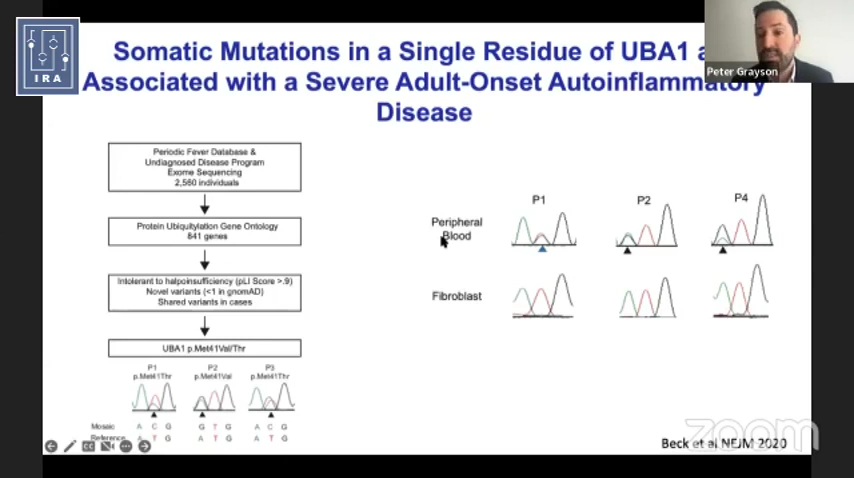 IRA
Peter Grayson
Somatic Mutations in a Single Residue of UBA1 a
Associated with a Severe Adult-Onset Autoinflammatory
Disease
Periodic Fever Database &
Undiagnosed Disease Program
Exome Sequencing
2,560 individuals
Protein Ubiquitylation Gene Ontology
841 genes
Intolerant to halpoinsufficiency (pLI Score >.9)
Novel variants (<1 in gnomAD)
Shared variants in cases
UBA1 p.Met41Val/Thr
P1 P2 P3
p.Met41Thr p.Met41Val p.Met41Thr
Mosaic A C G G T G A C G
Reference A T G A T G A T G
P1 P2 P4
Peripheral
Blood
Fibroblast
Beck et al NEJM 2020
zoom